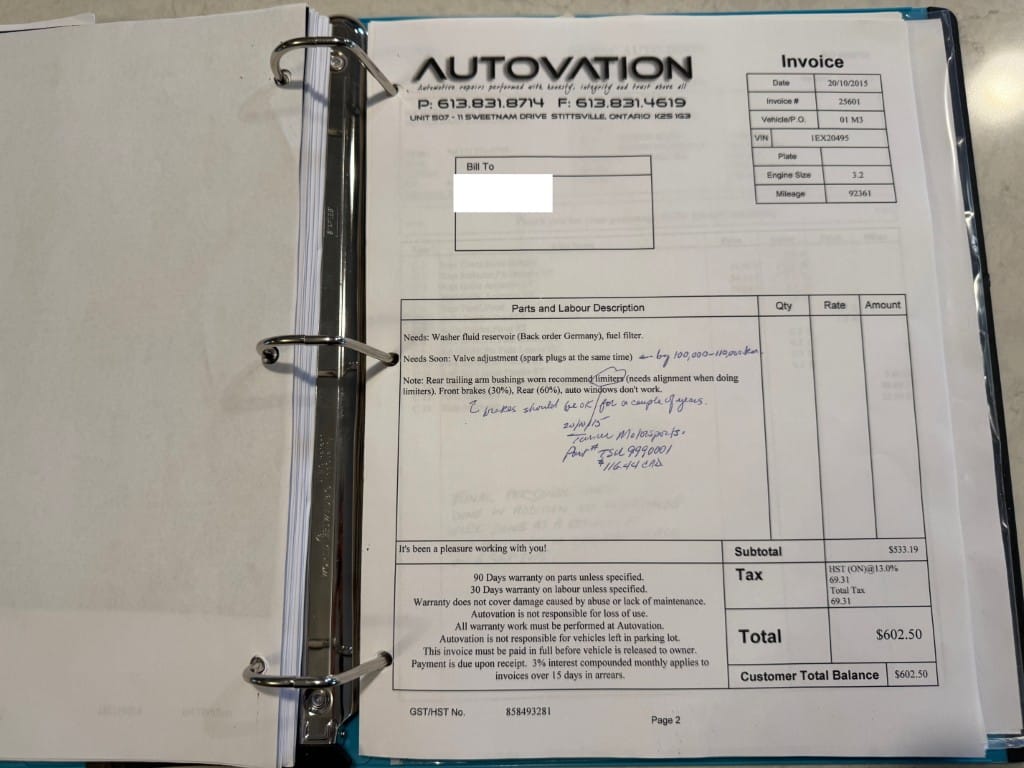 AUTOVATION
Automotive repairs performed with honesty, integrity and trust above all
P: 613.831.8714 F: 613.831.4619
UNIT 507 - 11 SWEETNAM DRIVE STITTSVILLE, ONTARIO K2S 1G3
Invoice
Date 20/10/2015
Invoice # 25601
Vehicle/P.O. 01 M3
VIN 1EX20495
Plate
Engine Size 3.2
Mileage 92361
Bill To
Parts and Labour Description Qty Rate Amount
Needs: Washer fluid reservoir (Back order Germany), fuel filter.
Needs Soon: Valve adjustment (spark plugs at the same time) by 100,000-110,000
Note: Rear trailing arm bushings worn recommend limiters (needs alignment when doing
limiters). Front brakes (30%), Rear (60%), auto windows don't work.
brakes should be OK for a couple of years.
20/10/15
Turner Motorsports.
Part #
$116.44 CAD
It's been a pleasure working with you!
Subtotal $533.19
90 Days warranty on parts unless specified.
30 Days warranty on labour unless specified.
Warranty does not cover damage caused by abuse or lack of maintenance.
Autovation is not responsible for loss of use.
All warranty work must be performed at Autovation.
Autovation is not responsible for vehicles left in parking lot.
This invoice must be paid in full before vehicle is released to owner.
Payment is due upon receipt. 3% interest compounded monthly applies to
invoices over 15 days in arrears.
Tax
HST (ON)@13.0%
69.31
Total Tax
69.31
Total $602.50
Customer Total Balance $602.50
GST/HST No. 858493281
Page 2